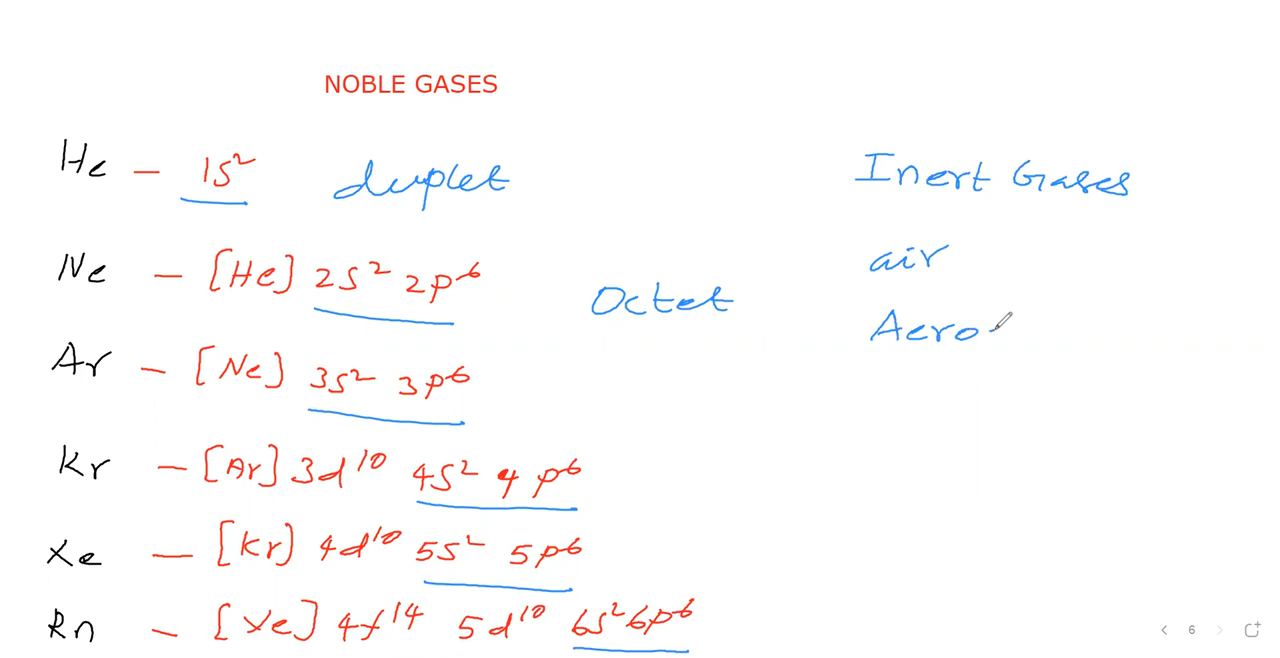 NOBLE GASES
He – 1s² duplet
Inert Gases
Ne – [He] 2s² 2p⁶
air
Octet
Aero
Ar – [Ne] 3s² 3p⁶
Kr – [Ar] 3d¹⁰ 4s² 4p⁶
Xe – [Kr] 4d¹⁰ 5s² 5p⁶
Rn – [Xe] 4f¹⁴ 5d¹⁰ 6s² 6p⁶
< 6 >